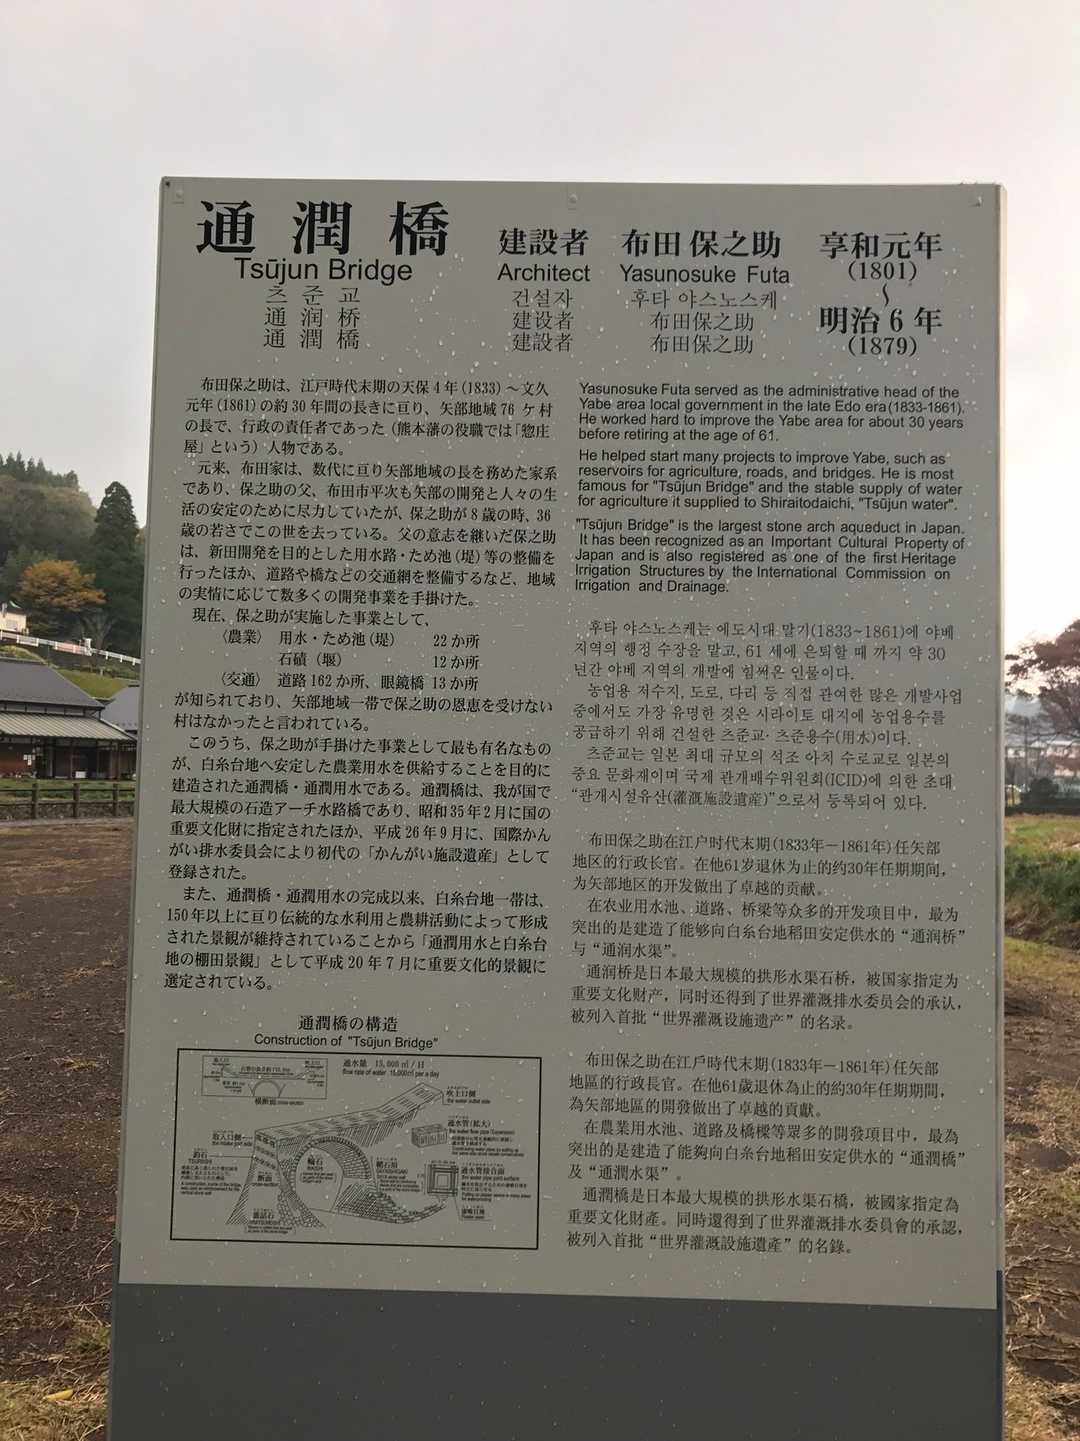 通潤橋
Tsūjun Bridge
츠준교
通润桥
通潤橋
建設者
Architect
건설자
建设者
建設者
布田保之助
Yasunosuke Futa
후타 야스노스케
布田保之助
布田保之助
享和元年
(1801)
〜
明治6年
(1879)
布田保之助は、江戸時代末期の天保4年(1833)〜文久
元年(1861)の約30年間の長きに亘り、矢部地域76ケ村
の長で、行政の責任者であった(熊本藩の役職では「惣庄
屋」という)人物である。
元来、布田家は、数代に亘り矢部地域の長を務めた家系
であり、保之助の父、布田市平次も矢部の開発と人々の生
活の安定のために尽力していたが、保之助が8歳の時、36
歳の若さでこの世を去っている。父の意志を継いだ保之助
は、新田開発を目的とした用水路・ため池(堤)等の整備を
行ったほか、道路や橋などの交通網を整備するなど、地域
の実情に応じて数多くの開発事業を手掛けた。
現在、保之助が実施した事業として、
〈農業〉 用水・ため池(堤) 22か所
石磧(堰) 12か所
〈交通〉 道路162か所、眼鏡橋13か所
が知られており、矢部地域一帯で保之助の恩恵を受けない
村はなかったと言われている。
このうち、保之助が手掛けた事業として最も有名なもの
が、白糸台地へ安定した農業用水を供給することを目的に
建造された通潤橋・通潤用水である。通潤橋は、我が国で
最大規模の石造アーチ水路橋であり、昭和35年2月に国の
重要文化財に指定されたほか、平成26年9月に、国際かん
がい排水委員会により初代の「かんがい施設遺産」として
登録された。
また、通潤橋・通潤用水の完成以来、白糸台地一帯は、
150年以上に亘り伝統的な水利用と農耕活動によって形成
された景観が維持されていることから「通潤用水と白糸台
地の棚田景観」として平成20年7月に重要文化的景観に
選定されている。
通潤橋の構造
Construction of "Tsūjun Bridge"
通水量 15,000㎥/日
flow rate of water 15,000㎥ per a day
横断面 cross-section
吹上口側
the water outlet side
取入口側
the intake port side
通水管(拡大)
釣石
輪石
断面
cross-section
裏築石
通水管接合面
漆喰目地
Yasunosuke Futa served as the administrative head of the
Yabe area local government in the late Edo era(1833-1861).
He worked hard to improve the Yabe area for about 30 years
before retiring at the age of 61.
He helped start many projects to improve Yabe, such as
reservoirs for agriculture, roads, and bridges. He is most
famous for "Tsūjun Bridge" and the stable supply of water
for agriculture it supplied to Shiraitodaichi, "Tsūjun water".
"Tsūjun Bridge" is the largest stone arch aqueduct in Japan.
It has been recognized as an Important Cultural Property of
Japan and is also registered as one of the first Heritage
Irrigation Structures by the International Commission on
Irrigation and Drainage.
후타 야스노스케는 에도시대 말기(1833~1861)에 야베
지역의 행정 수장을 맡고, 61 세에 은퇴할 때 까지 약 30
년간 야베 지역의 개발에 힘써온 인물이다.
농업용 저수지, 도로, 다리 등 직접 관여한 많은 개발사업
중에서도 가장 유명한 것은 시라이토 대지에 농업용수를
공급하기 위해 건설한 츠준교· 츠준용수(用水)이다.
츠준교는 일본 최대 규모의 석조 아치 수로교로 일본의
중요 문화재이며 국제 관개배수위원회(ICID)에 의한 초대
“관개시설유산(灌漑施設遺産)”으로서 등록되어 있다.
布田保之助在江户时代末期(1833年－1861年)任矢部
地区的行政长官。在他61岁退休为止的约30年任期期间，
为矢部地区的开发做出了卓越的贡献。
在农业用水池、道路、桥梁等众多的开发项目中，最为
突出的是建造了能够向白糸台地稻田安定供水的“通润桥”
与“通润水渠”。
通润桥是日本最大规模的拱形水渠石桥，被国家指定为
重要文化财产，同时还得到了世界灌溉排水委员会的承认，
被列入首批“世界灌溉设施遗产”的名录。
布田保之助在江戶時代末期(1833年－1861年)任矢部
地區的行政長官。在他61歲退休為止的約30年任期期間，
為矢部地區的開發做出了卓越的貢獻。
在農業用水池、道路及橋樑等眾多的開發項目中，最為
突出的是建造了能夠向白糸台地稻田安定供水的“通潤橋”
及“通潤水渠”。
通潤橋是日本最大規模的拱形水渠石橋，被國家指定為
重要文化財產。同時還得到了世界灌溉排水委員會的承認，
被列入首批“世界灌溉設施遺產”的名錄。